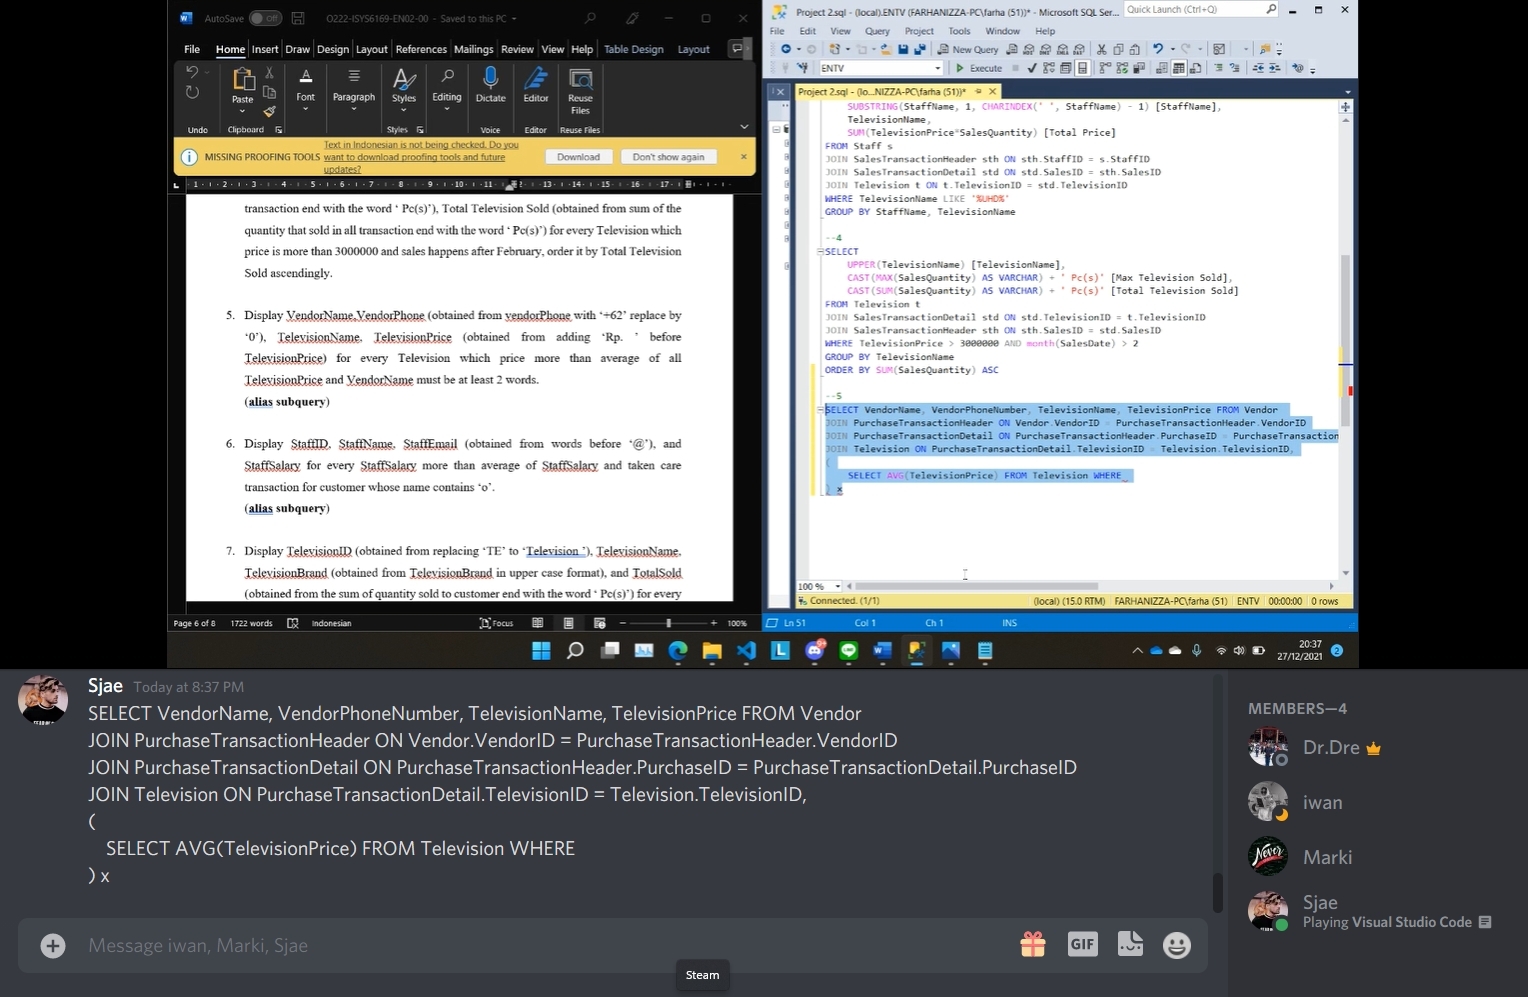 AutoSave Off O222-ISYS6169-EN02-00 - Saved to this PC
File Home Insert Draw Design Layout References Mailings Review View Help Table Design Layout
Undo
Paste
Clipboard
Font
Paragraph
Styles
Styles
Editing
Dictate
Voice
Editor
Editor
Reuse Files
Reuse Files
MISSING PROOFING TOOLS Text in Indonesian is not being checked. Do you want to download proofing tools and future updates? Download Don't show again
transaction end with the word ‘ Pc(s)’), Total Television Sold (obtained from sum of the
quantity that sold in all transaction end with the word ‘ Pc(s)’) for every Television which
price is more than 3000000 and sales happens after February, order it by Total Television
Sold ascendingly.
5. Display VendorName,VendorPhone (obtained from vendorPhone with ‘+62’ replace by
‘0’), TelevisionName, TelevisionPrice (obtained from adding ‘Rp. ’ before
TelevisionPrice) for every Television which price more than average of all
TelevisionPrice and VendorName must be at least 2 words.
(alias subquery)
6. Display StaffID, StaffName, StaffEmail (obtained from words before ‘@’), and
StaffSalary for every StaffSalary more than average of StaffSalary and taken care
transaction for customer whose name contains ‘o’.
(alias subquery)
7. Display TelevisionID (obtained from replacing ‘TE’ to ‘Television ’), TelevisionName,
TelevisionBrand (obtained from TelevisionBrand in upper case format), and TotalSold
(obtained from the sum of quantity sold to customer end with the word ‘ Pc(s)’) for every
Page 6 of 8 1722 words Indonesian Focus 100%
Project 2.sql - (local).ENTV (FARHANIZZA-PC\farha (51))* - Microsoft SQL Ser... Quick Launch (Ctrl+Q)
File Edit View Query Project Tools Window Help
New Query
ENTV Execute
Project 2.sql - (lo...NIZZA-PC\farha (51))*
SUBSTRING(StaffName, 1, CHARINDEX(' ', StaffName) - 1) [StaffName],
TelevisionName,
SUM(TelevisionPrice*SalesQuantity) [Total Price]
FROM Staff s
JOIN SalesTransactionHeader sth ON sth.StaffID = s.StaffID
JOIN SalesTransactionDetail std ON std.SalesID = sth.SalesID
JOIN Television t ON t.TelevisionID = std.TelevisionID
WHERE TelevisionName LIKE '%UHD%'
GROUP BY StaffName, TelevisionName
--4
SELECT
UPPER(TelevisionName) [TelevisionName],
CAST(MAX(SalesQuantity) AS VARCHAR) + ' Pc(s)' [Max Television Sold],
CAST(SUM(SalesQuantity) AS VARCHAR) + ' Pc(s)' [Total Television Sold]
FROM Television t
JOIN SalesTransactionDetail std ON std.TelevisionID = t.TelevisionID
JOIN SalesTransactionHeader sth ON sth.SalesID = std.SalesID
WHERE TelevisionPrice > 3000000 AND month(SalesDate) > 2
GROUP BY TelevisionName
ORDER BY SUM(SalesQuantity) ASC
--5
SELECT VendorName, VendorPhoneNumber, TelevisionName, TelevisionPrice FROM Vendor
JOIN PurchaseTransactionHeader ON Vendor.VendorID = PurchaseTransactionHeader.VendorID
JOIN PurchaseTransactionDetail ON PurchaseTransactionHeader.PurchaseID = PurchaseTransaction
JOIN Television ON PurchaseTransactionDetail.TelevisionID = Television.TelevisionID,
(
SELECT AVG(TelevisionPrice) FROM Television WHERE
) x
100 %
Connected. (1/1) (local) (15.0 RTM) FARHANIZZA-PC\farha (51) ENTV 00:00:00 0 rows
Ln 51 Col 1 Ch 1 INS
20:37
27/12/2021 2
Sjae Today at 8:37 PM
SELECT VendorName, VendorPhoneNumber, TelevisionName, TelevisionPrice FROM Vendor
JOIN PurchaseTransactionHeader ON Vendor.VendorID = PurchaseTransactionHeader.VendorID
JOIN PurchaseTransactionDetail ON PurchaseTransactionHeader.PurchaseID = PurchaseTransactionDetail.PurchaseID
JOIN Television ON PurchaseTransactionDetail.TelevisionID = Television.TelevisionID,
(
SELECT AVG(TelevisionPrice) FROM Television WHERE
) x
Message iwan, Marki, Sjae
GIF
Steam
MEMBERS—4
Dr.Dre
iwan
Marki
Sjae
Playing Visual Studio Code